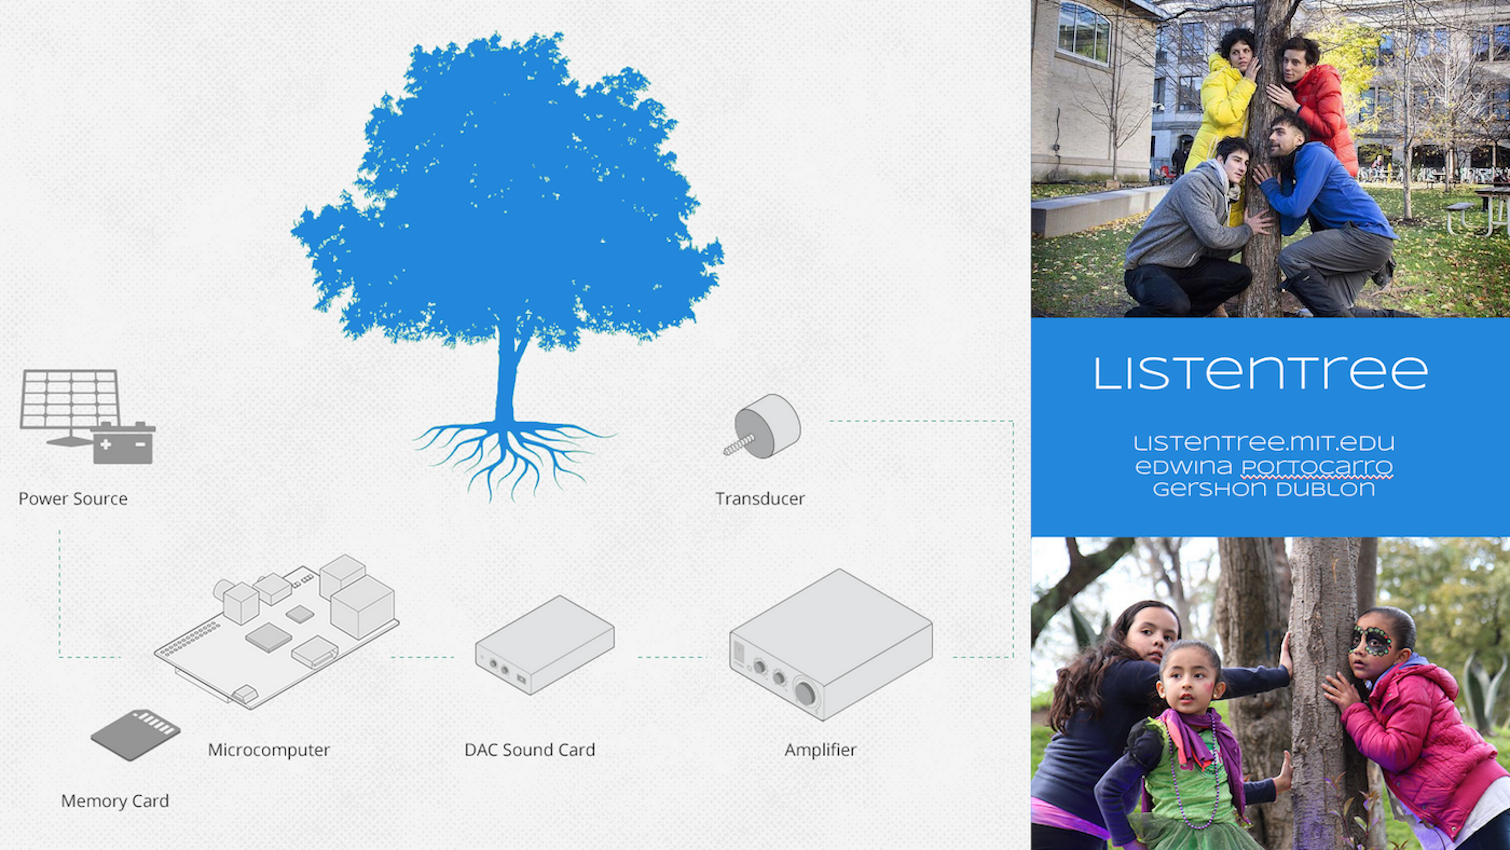 Power Source
Transducer
Microcomputer
DAC Sound Card
Amplifier
Memory Card
LISTENTree
LISTENTree.MIT.EDU
EDWINA PORTOCARRO
GERSHON DUBLON